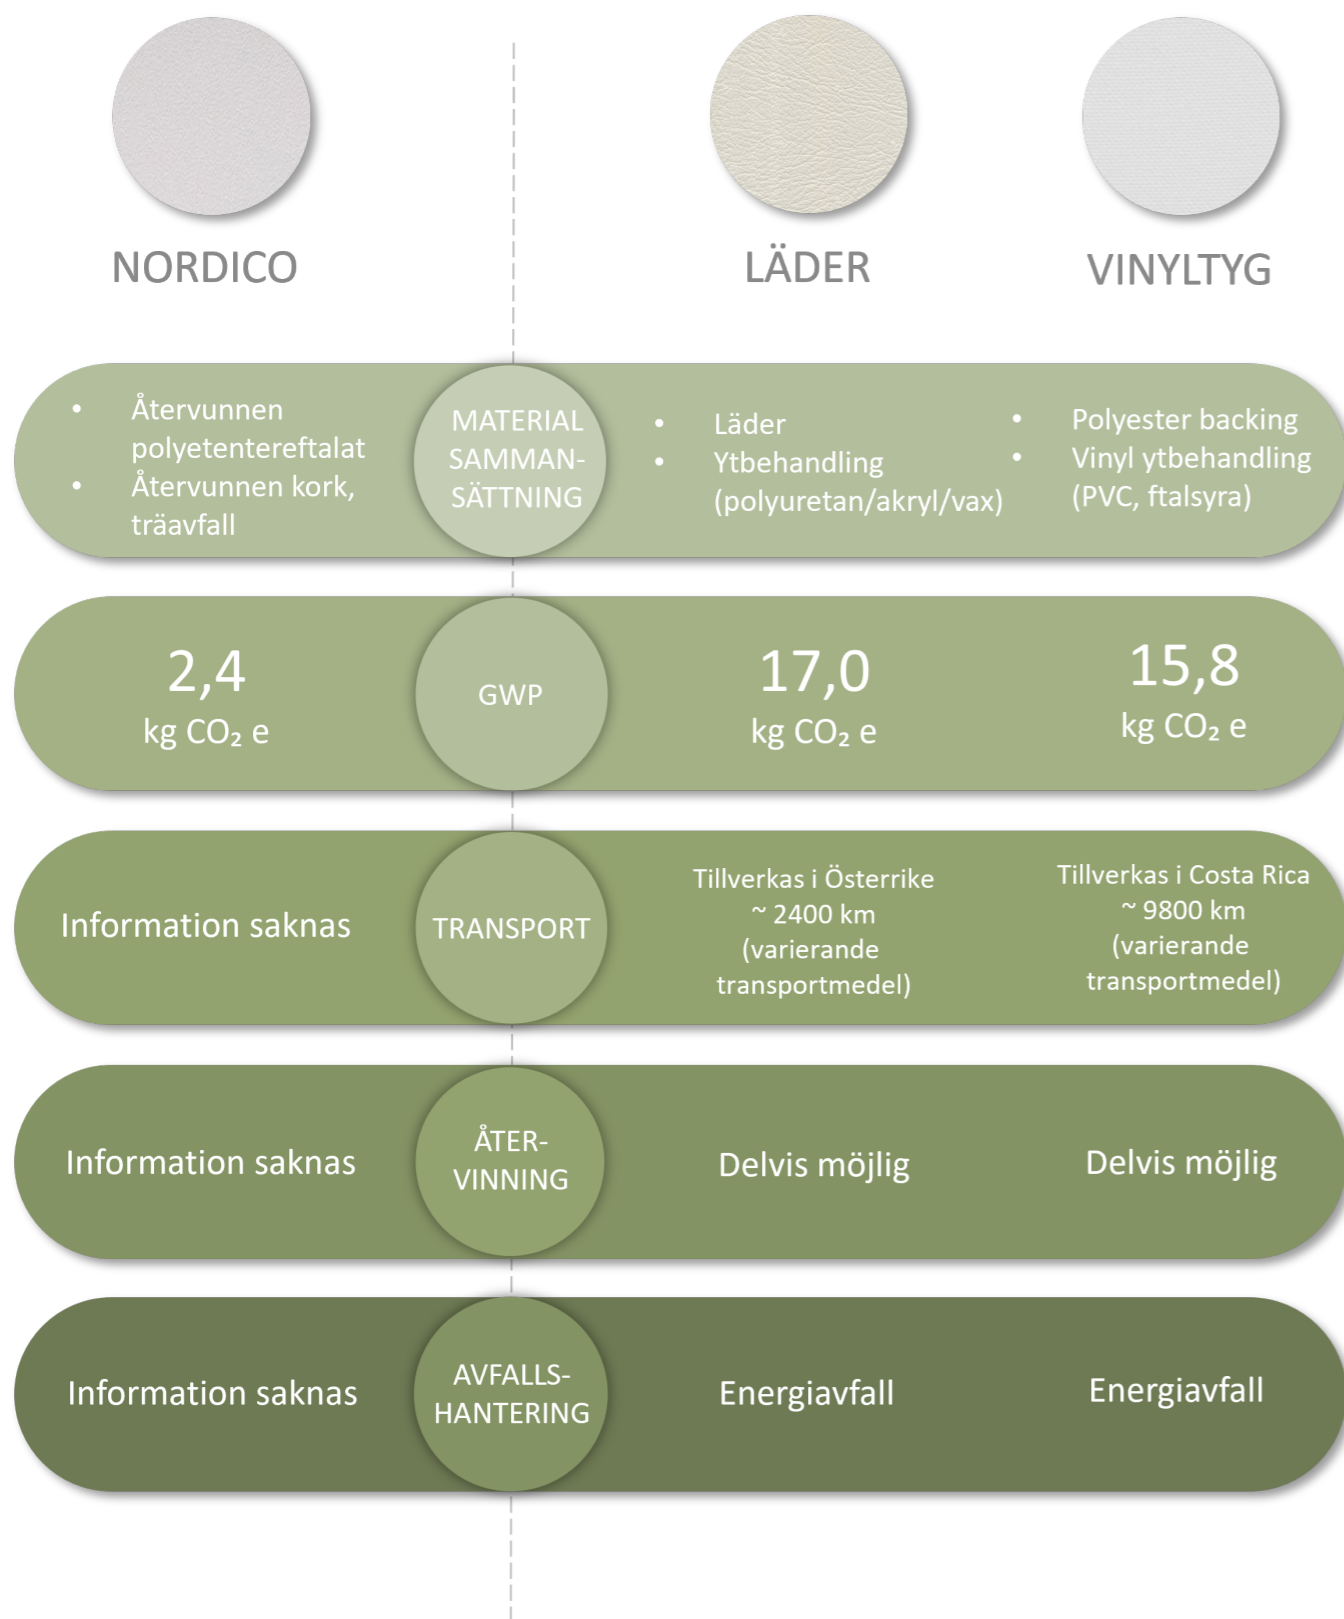 NORDICO
LÄDER
VINYLTYG
• Återvunnen
polyetentereftalat
• Återvunnen kork,
träavfall
MATERIAL
SAMMAN-
SÄTTNING
• Läder
• Ytbehandling
(polyuretan/akryl/vax)
• Polyester backing
• Vinyl ytbehandling
(PVC, ftalsyra)
2,4
kg CO₂ e
GWP
17,0
kg CO₂ e
15,8
kg CO₂ e
Information saknas
TRANSPORT
Tillverkas i Österrike
~ 2400 km
(varierande
transportmedel)
Tillverkas i Costa Rica
~ 9800 km
(varierande
transportmedel)
Information saknas
ÅTER-
VINNING
Delvis möjlig
Delvis möjlig
Information saknas
AVFALLS-
HANTERING
Energiavfall
Energiavfall